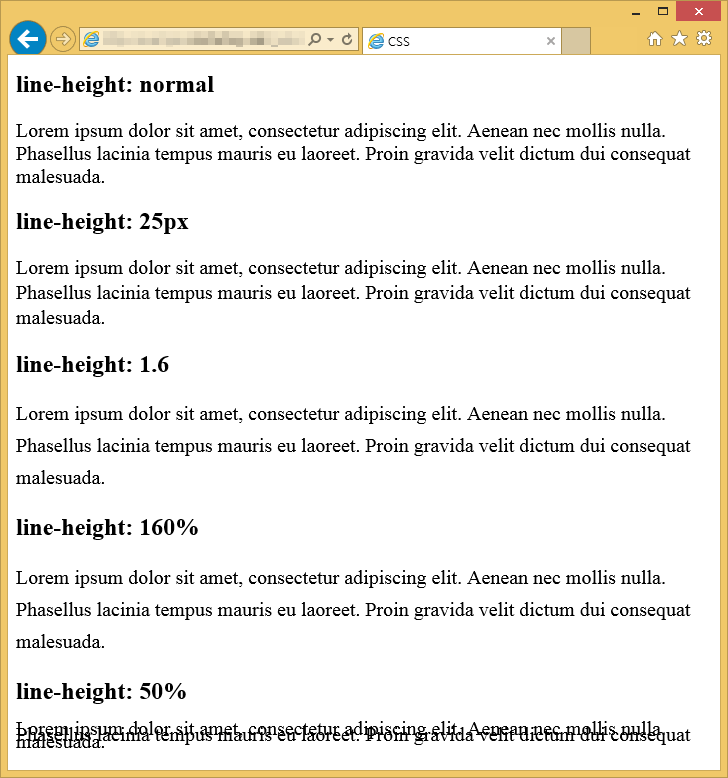 CSS
line-height: normal
Lorem ipsum dolor sit amet, consectetur adipiscing elit. Aenean nec mollis nulla.
Phasellus lacinia tempus mauris eu laoreet. Proin gravida velit dictum dui consequat
malesuada.
line-height: 25px
Lorem ipsum dolor sit amet, consectetur adipiscing elit. Aenean nec mollis nulla.
Phasellus lacinia tempus mauris eu laoreet. Proin gravida velit dictum dui consequat
malesuada.
line-height: 1.6
Lorem ipsum dolor sit amet, consectetur adipiscing elit. Aenean nec mollis nulla.
Phasellus lacinia tempus mauris eu laoreet. Proin gravida velit dictum dui consequat
malesuada.
line-height: 160%
Lorem ipsum dolor sit amet, consectetur adipiscing elit. Aenean nec mollis nulla.
Phasellus lacinia tempus mauris eu laoreet. Proin gravida velit dictum dui consequat
malesuada.
line-height: 50%
Lorem ipsum dolor sit amet, consectetur adipiscing elit. Aenean nec mollis nulla
Phasellus lacinia tempus mauris eu laoreet. Proin gravida velit dictum dui consequat
malesuada.